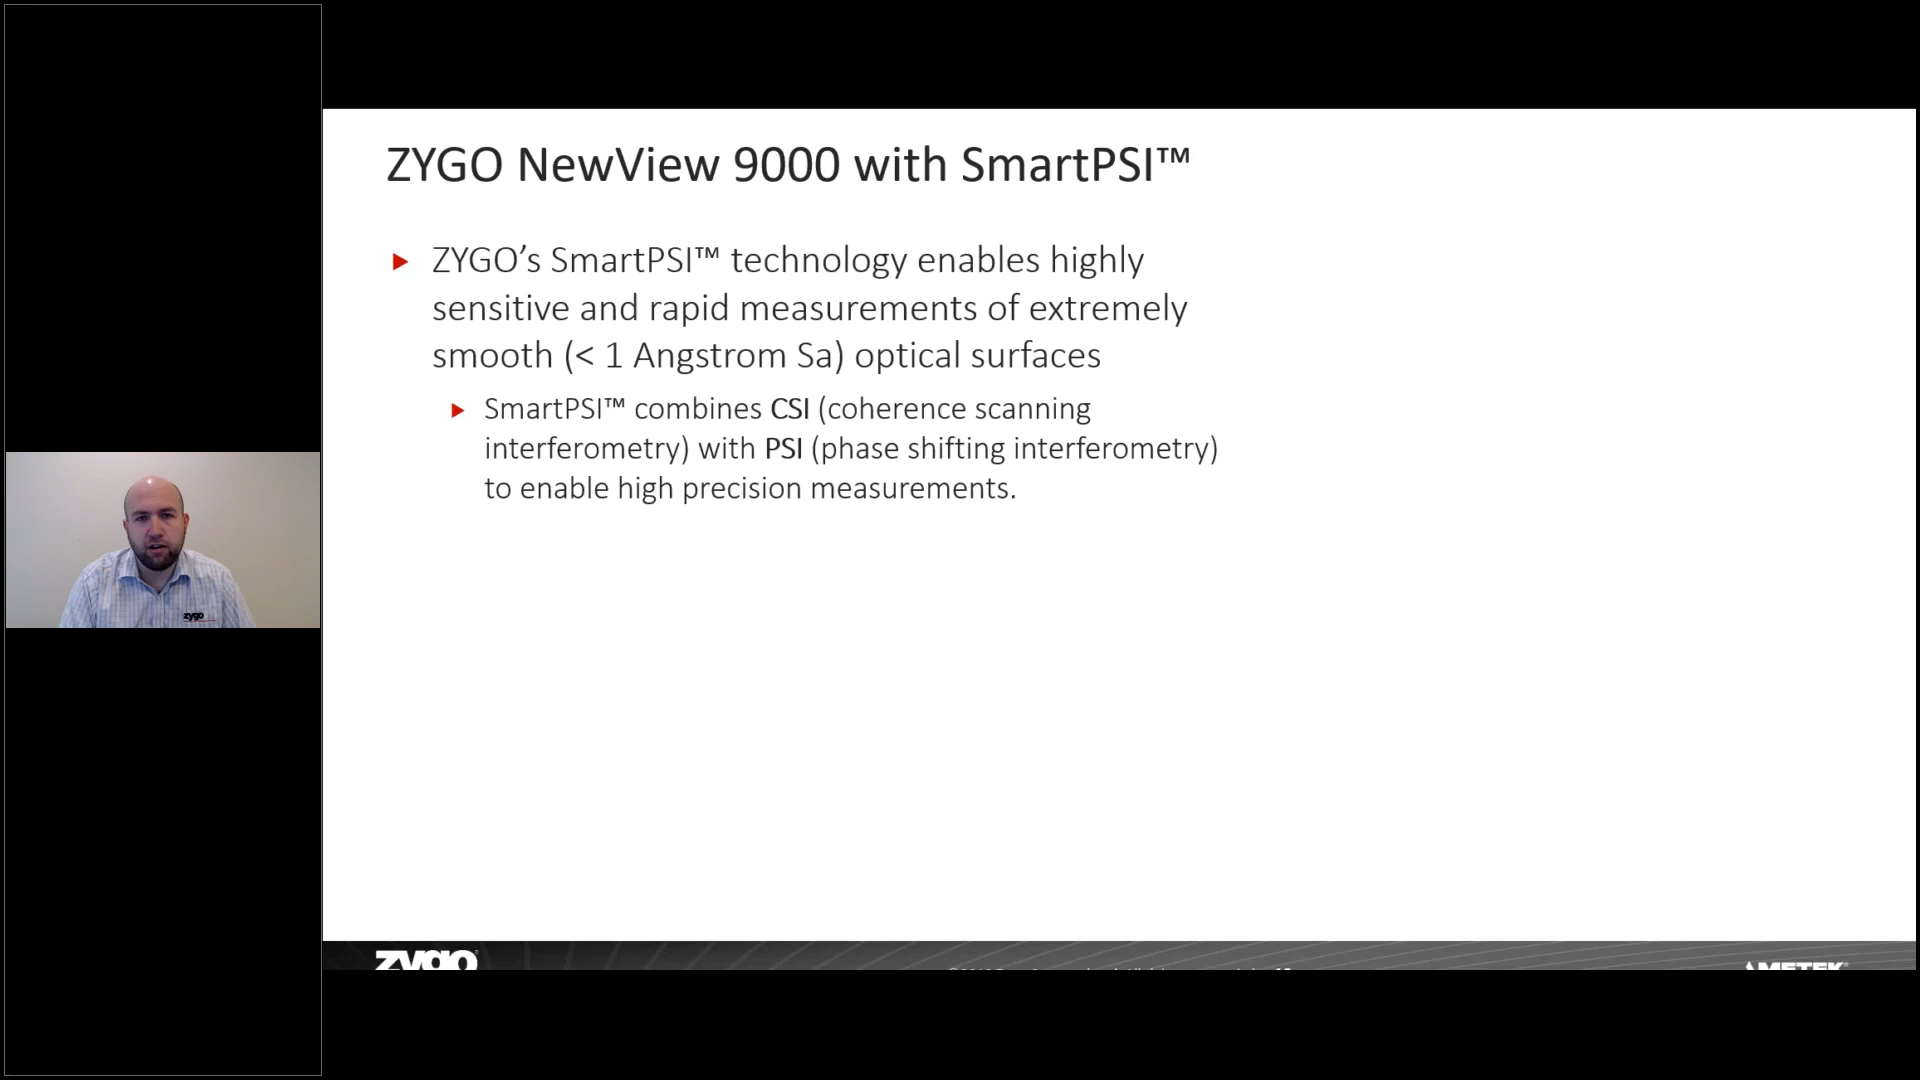 ZYGO NewView 9000 with SmartPSI™
ZYGO’s SmartPSI™ technology enables highly
sensitive and rapid measurements of extremely
smooth (< 1 Angstrom Sa) optical surfaces
SmartPSI™ combines CSI (coherence scanning
interferometry) with PSI (phase shifting interferometry)
to enable high precision measurements.
zygo
zygo
AMETEK